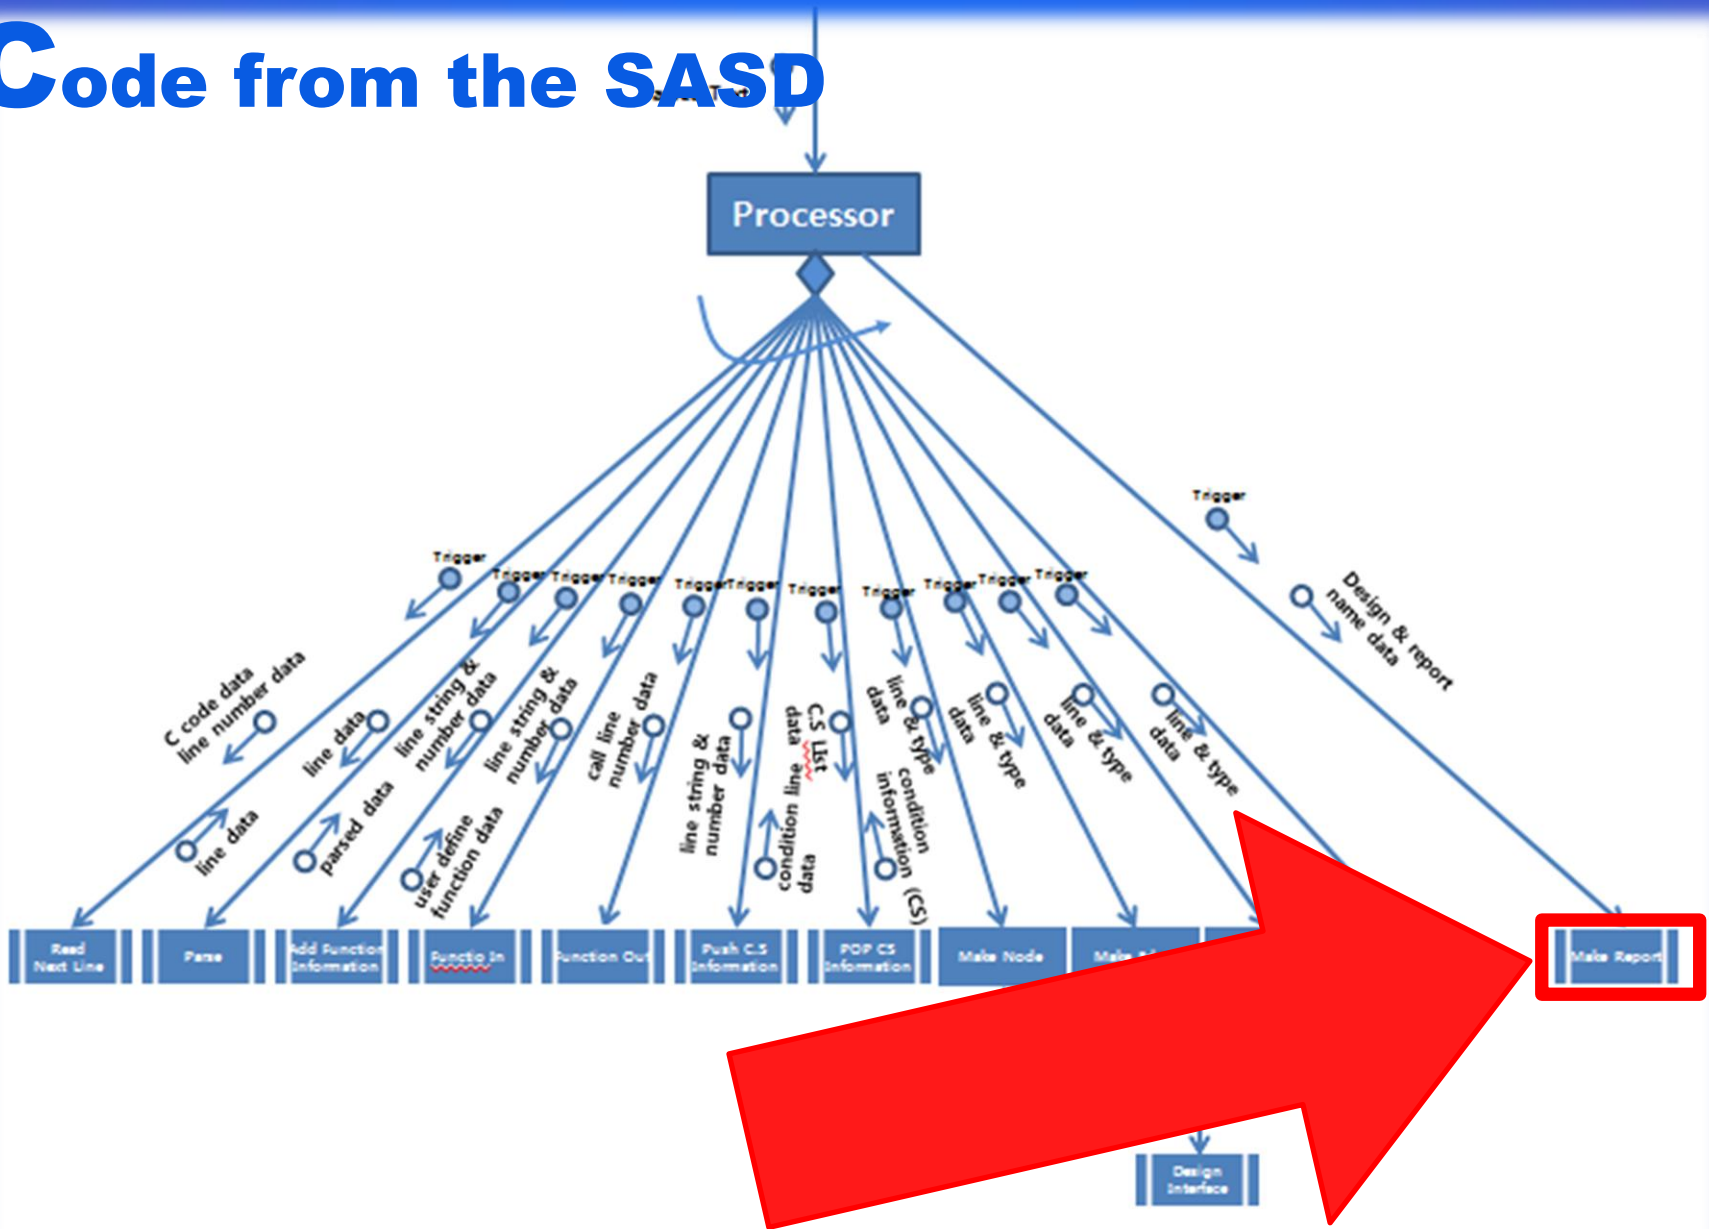 Code from the SASD
Processor
Trigger
Trigger
Trigger
Trigger
Trigger
Trigger
Trigger
Trigger
Trigger
Trigger
Trigger
Trigger
Design & report
name data
C code data
line number data
line data
line string &
number data
line string &
number data
call line
number data
line string &
number data
C.S LIst
data
line & type
data
line & type
data
line & type
data
line & type
data
line data
parsed data
user define
function data
condition line
data
condition
information (CS)
Read
Next Line
Parse
Add Function
Information
Functio In
Function Out
Push C.S
Information
POP CS
Information
Make Node
Make
Make Report
Design
Interface